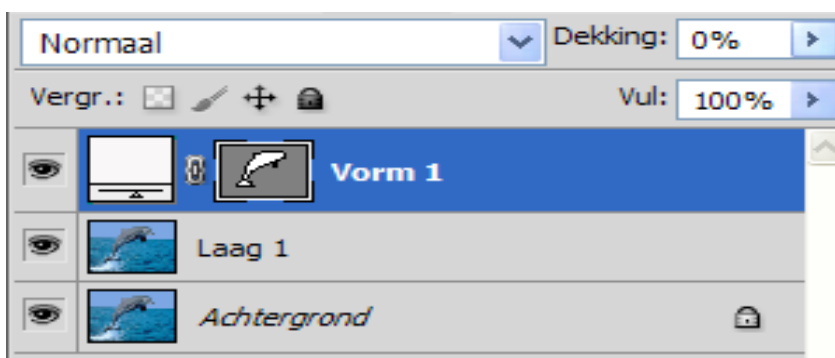 Normaal Dekking: 0%
Vergr.: Vul: 100%
Vorm 1
Laag 1
Achtergrond